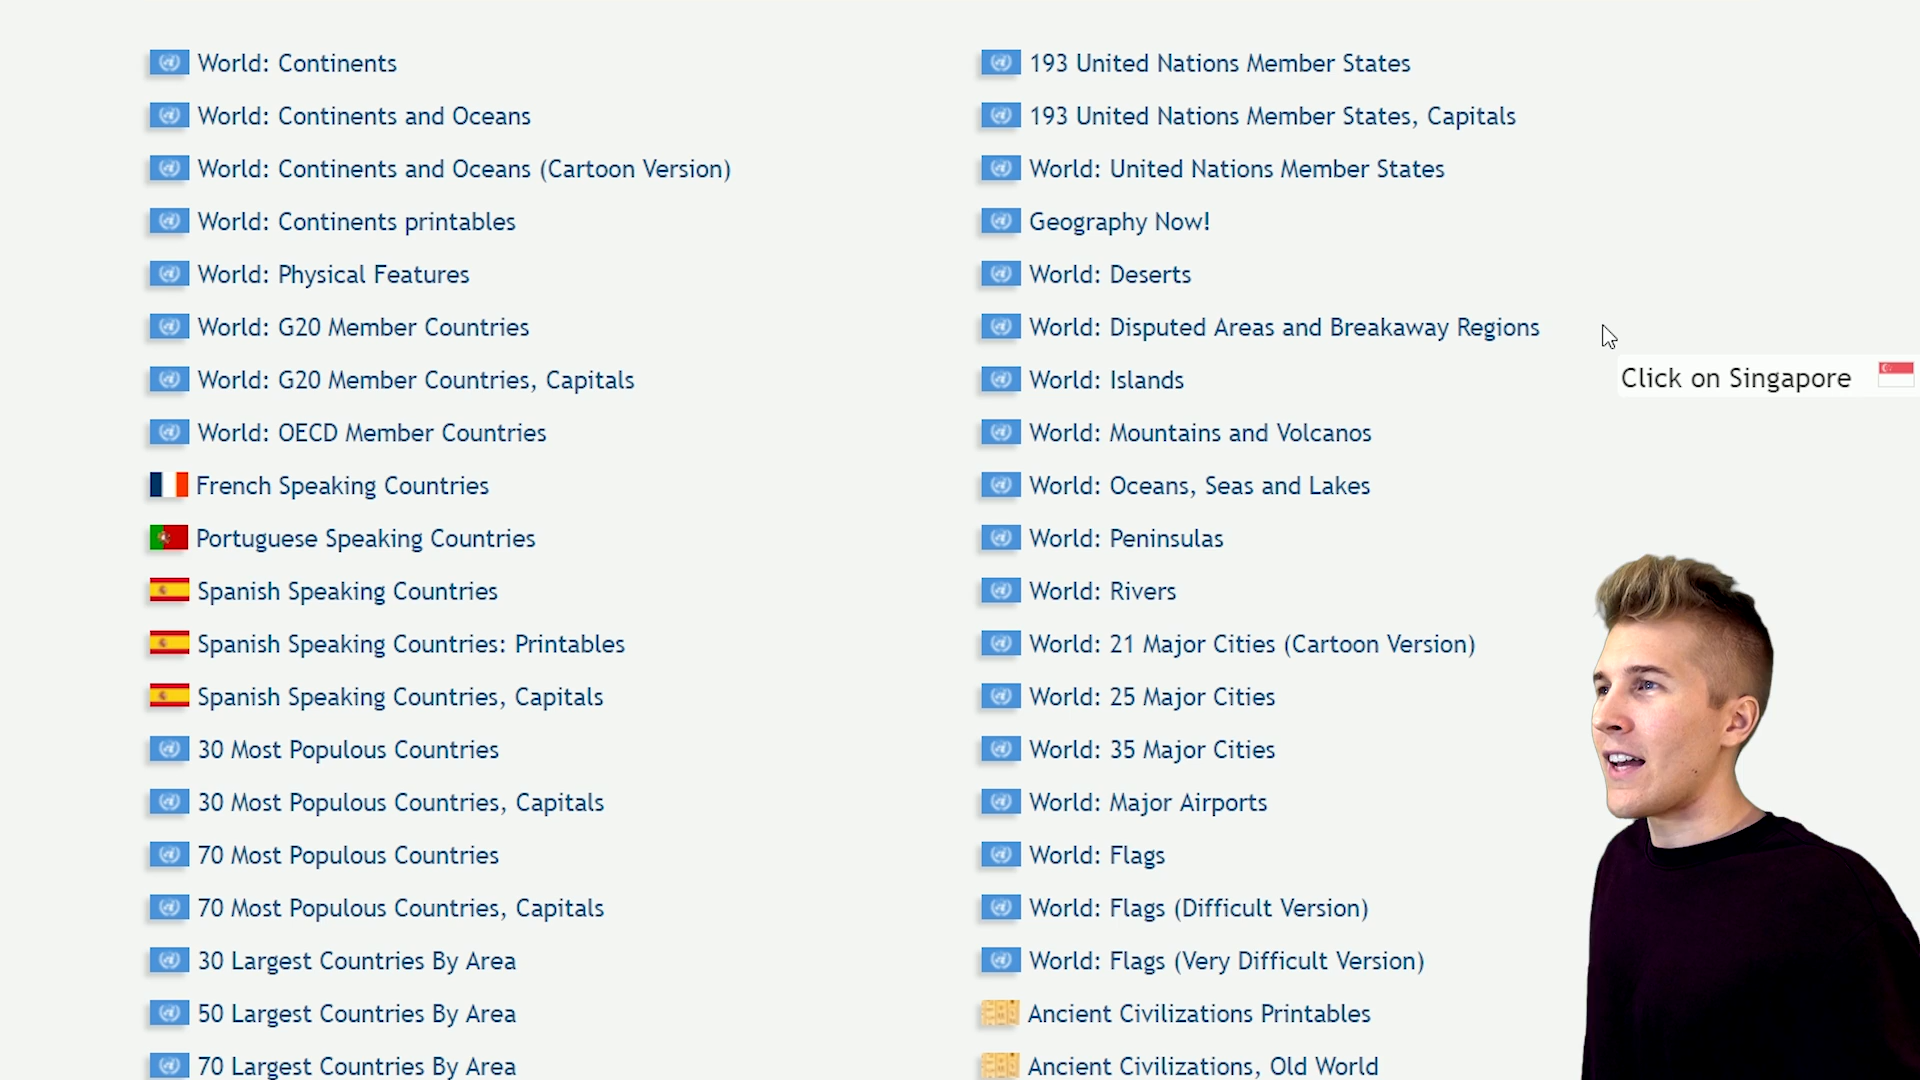 World: Continents
World: Continents and Oceans
World: Continents and Oceans (Cartoon Version)
World: Continents printables
World: Physical Features
World: G20 Member Countries
World: G20 Member Countries, Capitals
World: OECD Member Countries
French Speaking Countries
Portuguese Speaking Countries
Spanish Speaking Countries
Spanish Speaking Countries: Printables
Spanish Speaking Countries, Capitals
30 Most Populous Countries
30 Most Populous Countries, Capitals
70 Most Populous Countries
70 Most Populous Countries, Capitals
30 Largest Countries By Area
50 Largest Countries By Area
70 Largest Countries By Area
193 United Nations Member States
193 United Nations Member States, Capitals
World: United Nations Member States
Geography Now!
World: Deserts
World: Disputed Areas and Breakaway Regions
World: Islands
World: Mountains and Volcanos
World: Oceans, Seas and Lakes
World: Peninsulas
World: Rivers
World: 21 Major Cities (Cartoon Version)
World: 25 Major Cities
World: 35 Major Cities
World: Major Airports
World: Flags
World: Flags (Difficult Version)
World: Flags (Very Difficult Version)
Ancient Civilizations Printables
Ancient Civilizations, Old World
Click on Singapore